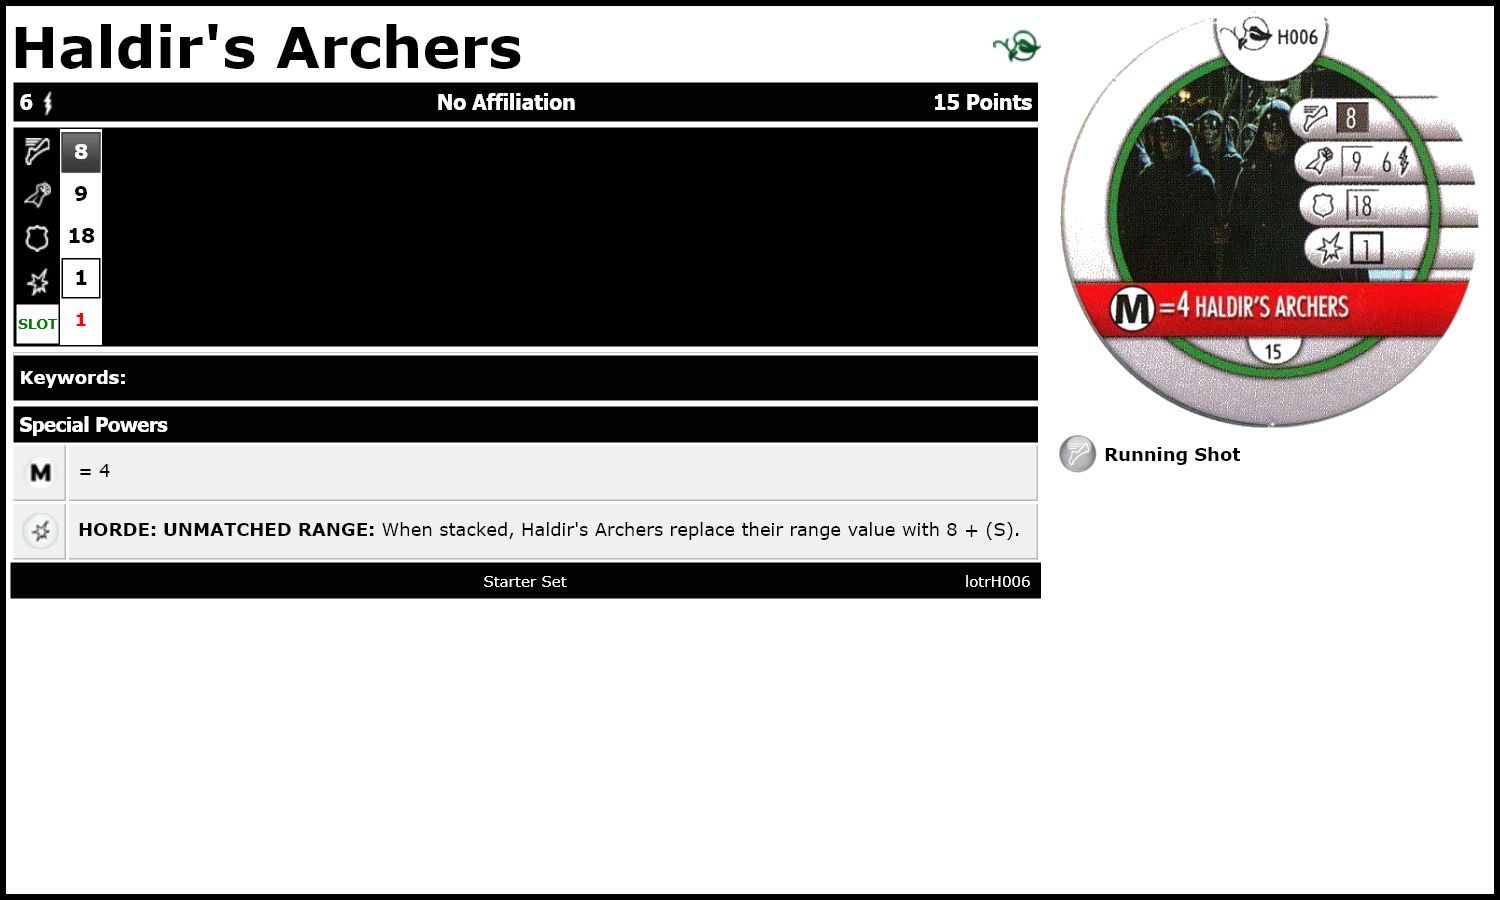 Haldir's Archers
6 No Affiliation 15 Points
8
9
18
1
SLOT 1
Keywords:
Special Powers
M = 4
HORDE: UNMATCHED RANGE: When stacked, Haldir's Archers replace their range value with 8 + (S).
Starter Set lotrH006
H006
8
9 6
18
1
M =4 HALDIR'S ARCHERS
15
Running Shot